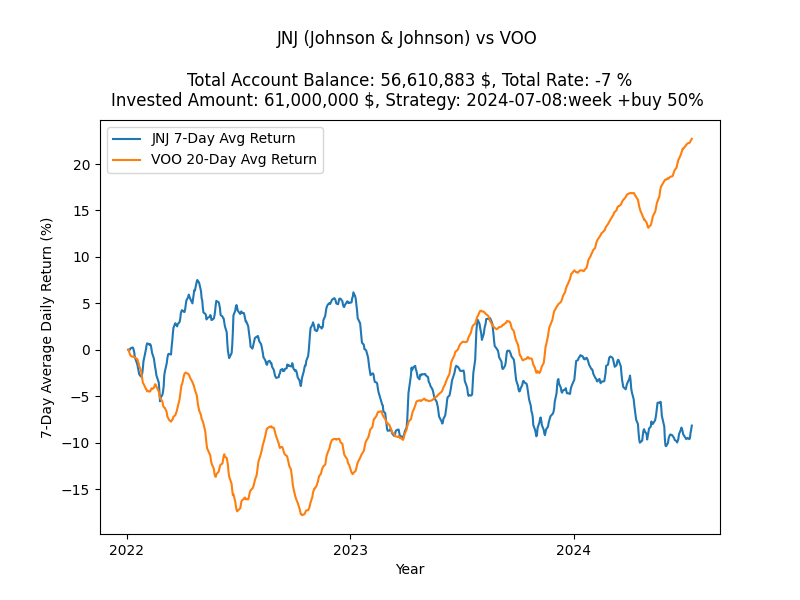 JNJ (Johnson & Johnson) vs VOO
Total Account Balance: 56,610,883 $, Total Rate: -7 %
Invested Amount: 61,000,000 $, Strategy: 2024-07-08:week +buy 50%
JNJ 7-Day Avg Return
VOO 20-Day Avg Return
7-Day Average Daily Return (%)
20
15
10
5
0
−5
−10
−15
2022
2023
2024
Year